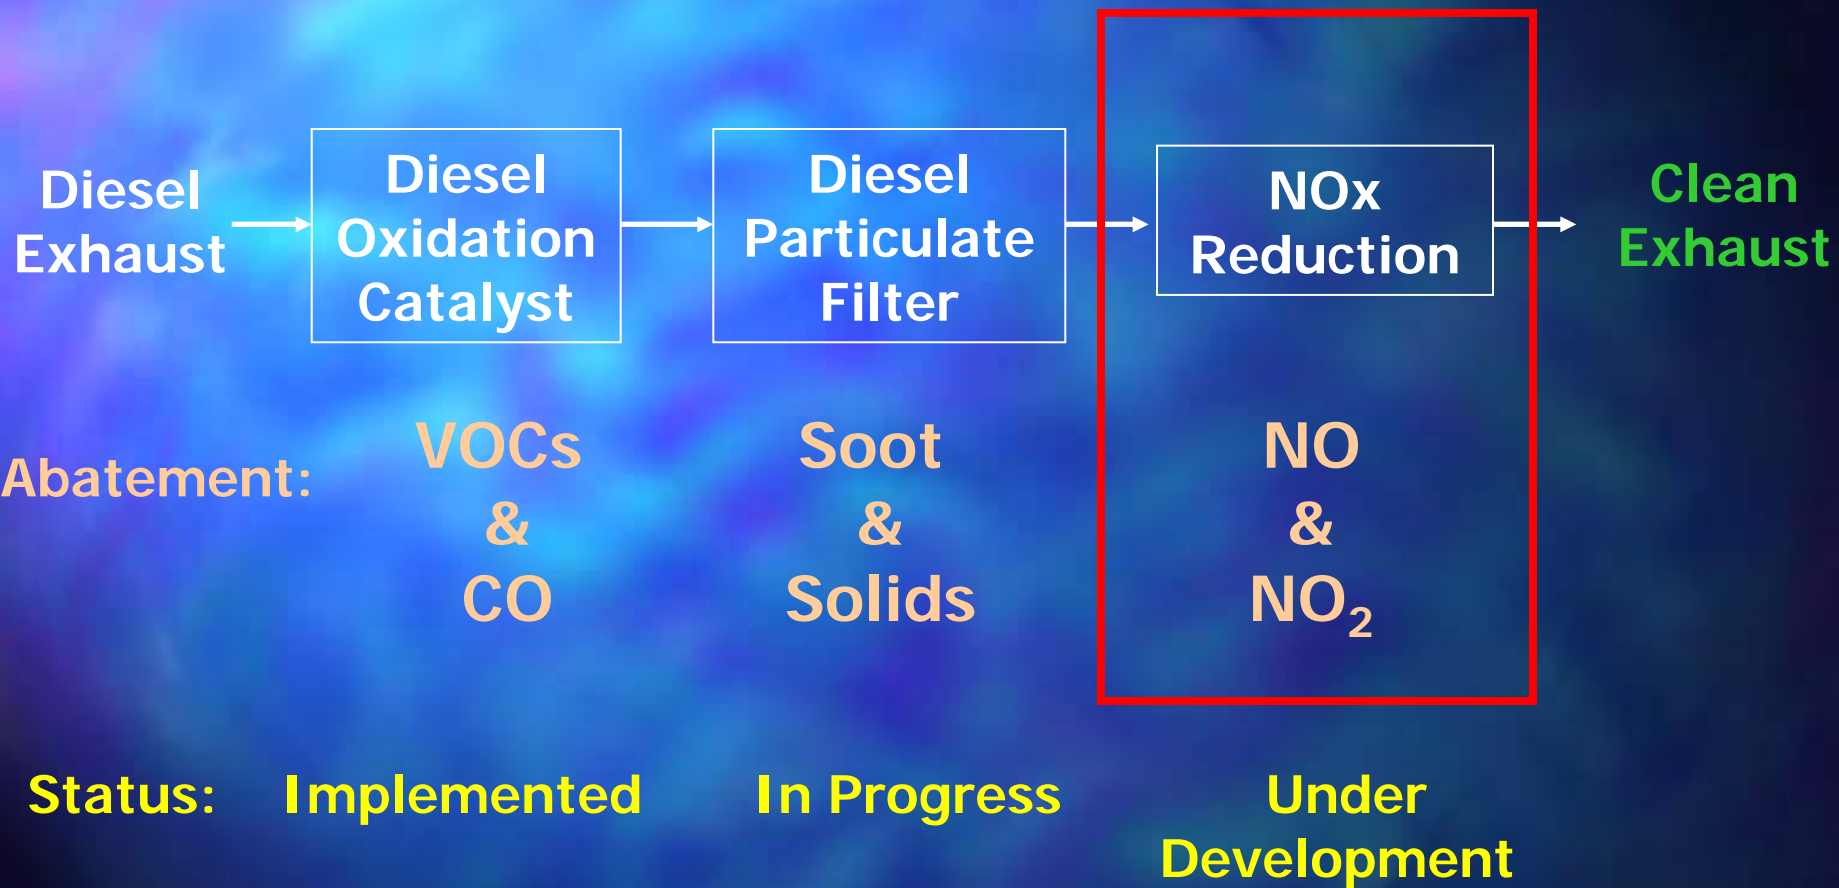 Diesel
Exhaust
Diesel
Oxidation
Catalyst
Diesel
Particulate
Filter
NOx
Reduction
Clean
Exhaust
Abatement:
VOCs
&
CO
Soot
&
Solids
NO
&
NO₂
Status: Implemented In Progress Under
Development